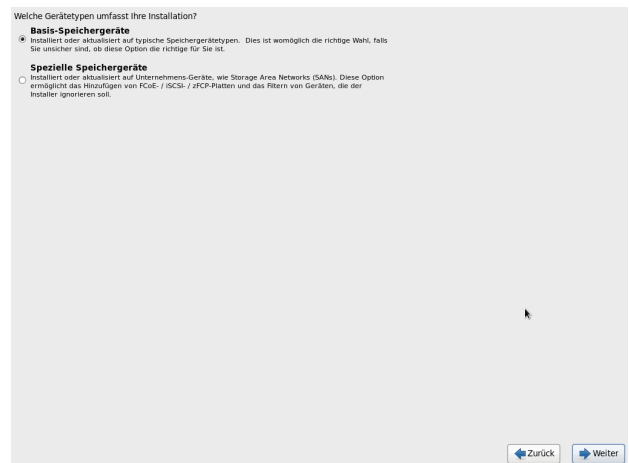 Welche Gerätetypen umfasst Ihre Installation?
Basis-Speichergeräte
Installiert oder aktualisiert auf typische Speichergerätetypen. Dies ist womöglich die richtige Wahl, falls
Sie unsicher sind, ob diese Option die richtige für Sie ist.
Spezielle Speichergeräte
Installiert oder aktualisiert auf Unternehmens-Geräte, wie Storage Area Networks (SANs). Diese Option
ermöglicht das Hinzufügen von FCoE- / iSCSI- / zFCP-Platten und das Filtern von Geräten, die der
Installer ignorieren soll.
Zurück
Weiter